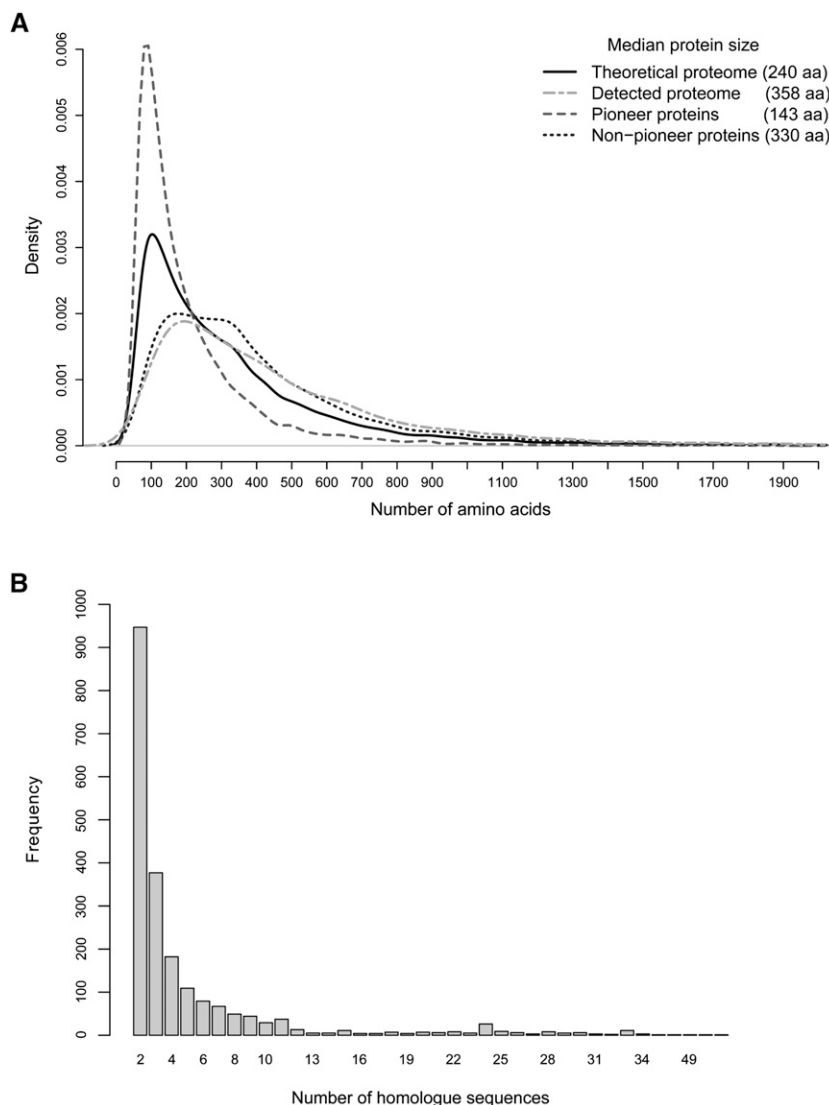 A
Median protein size
Theoretical proteome (240 aa)
Detected proteome (358 aa)
Pioneer proteins (143 aa)
Non−pioneer proteins (330 aa)
Density
0.006
0.005
0.004
0.003
0.002
0.001
0.000
0 100 200 300 400 500 600 700 800 900 1100 1300 1500 1700 1900
Number of amino acids
B
Frequency
1000
900
800
700
600
500
400
300
200
100
0
2 4 6 8 10 13 16 19 22 25 28 31 34 49
Number of homologue sequences